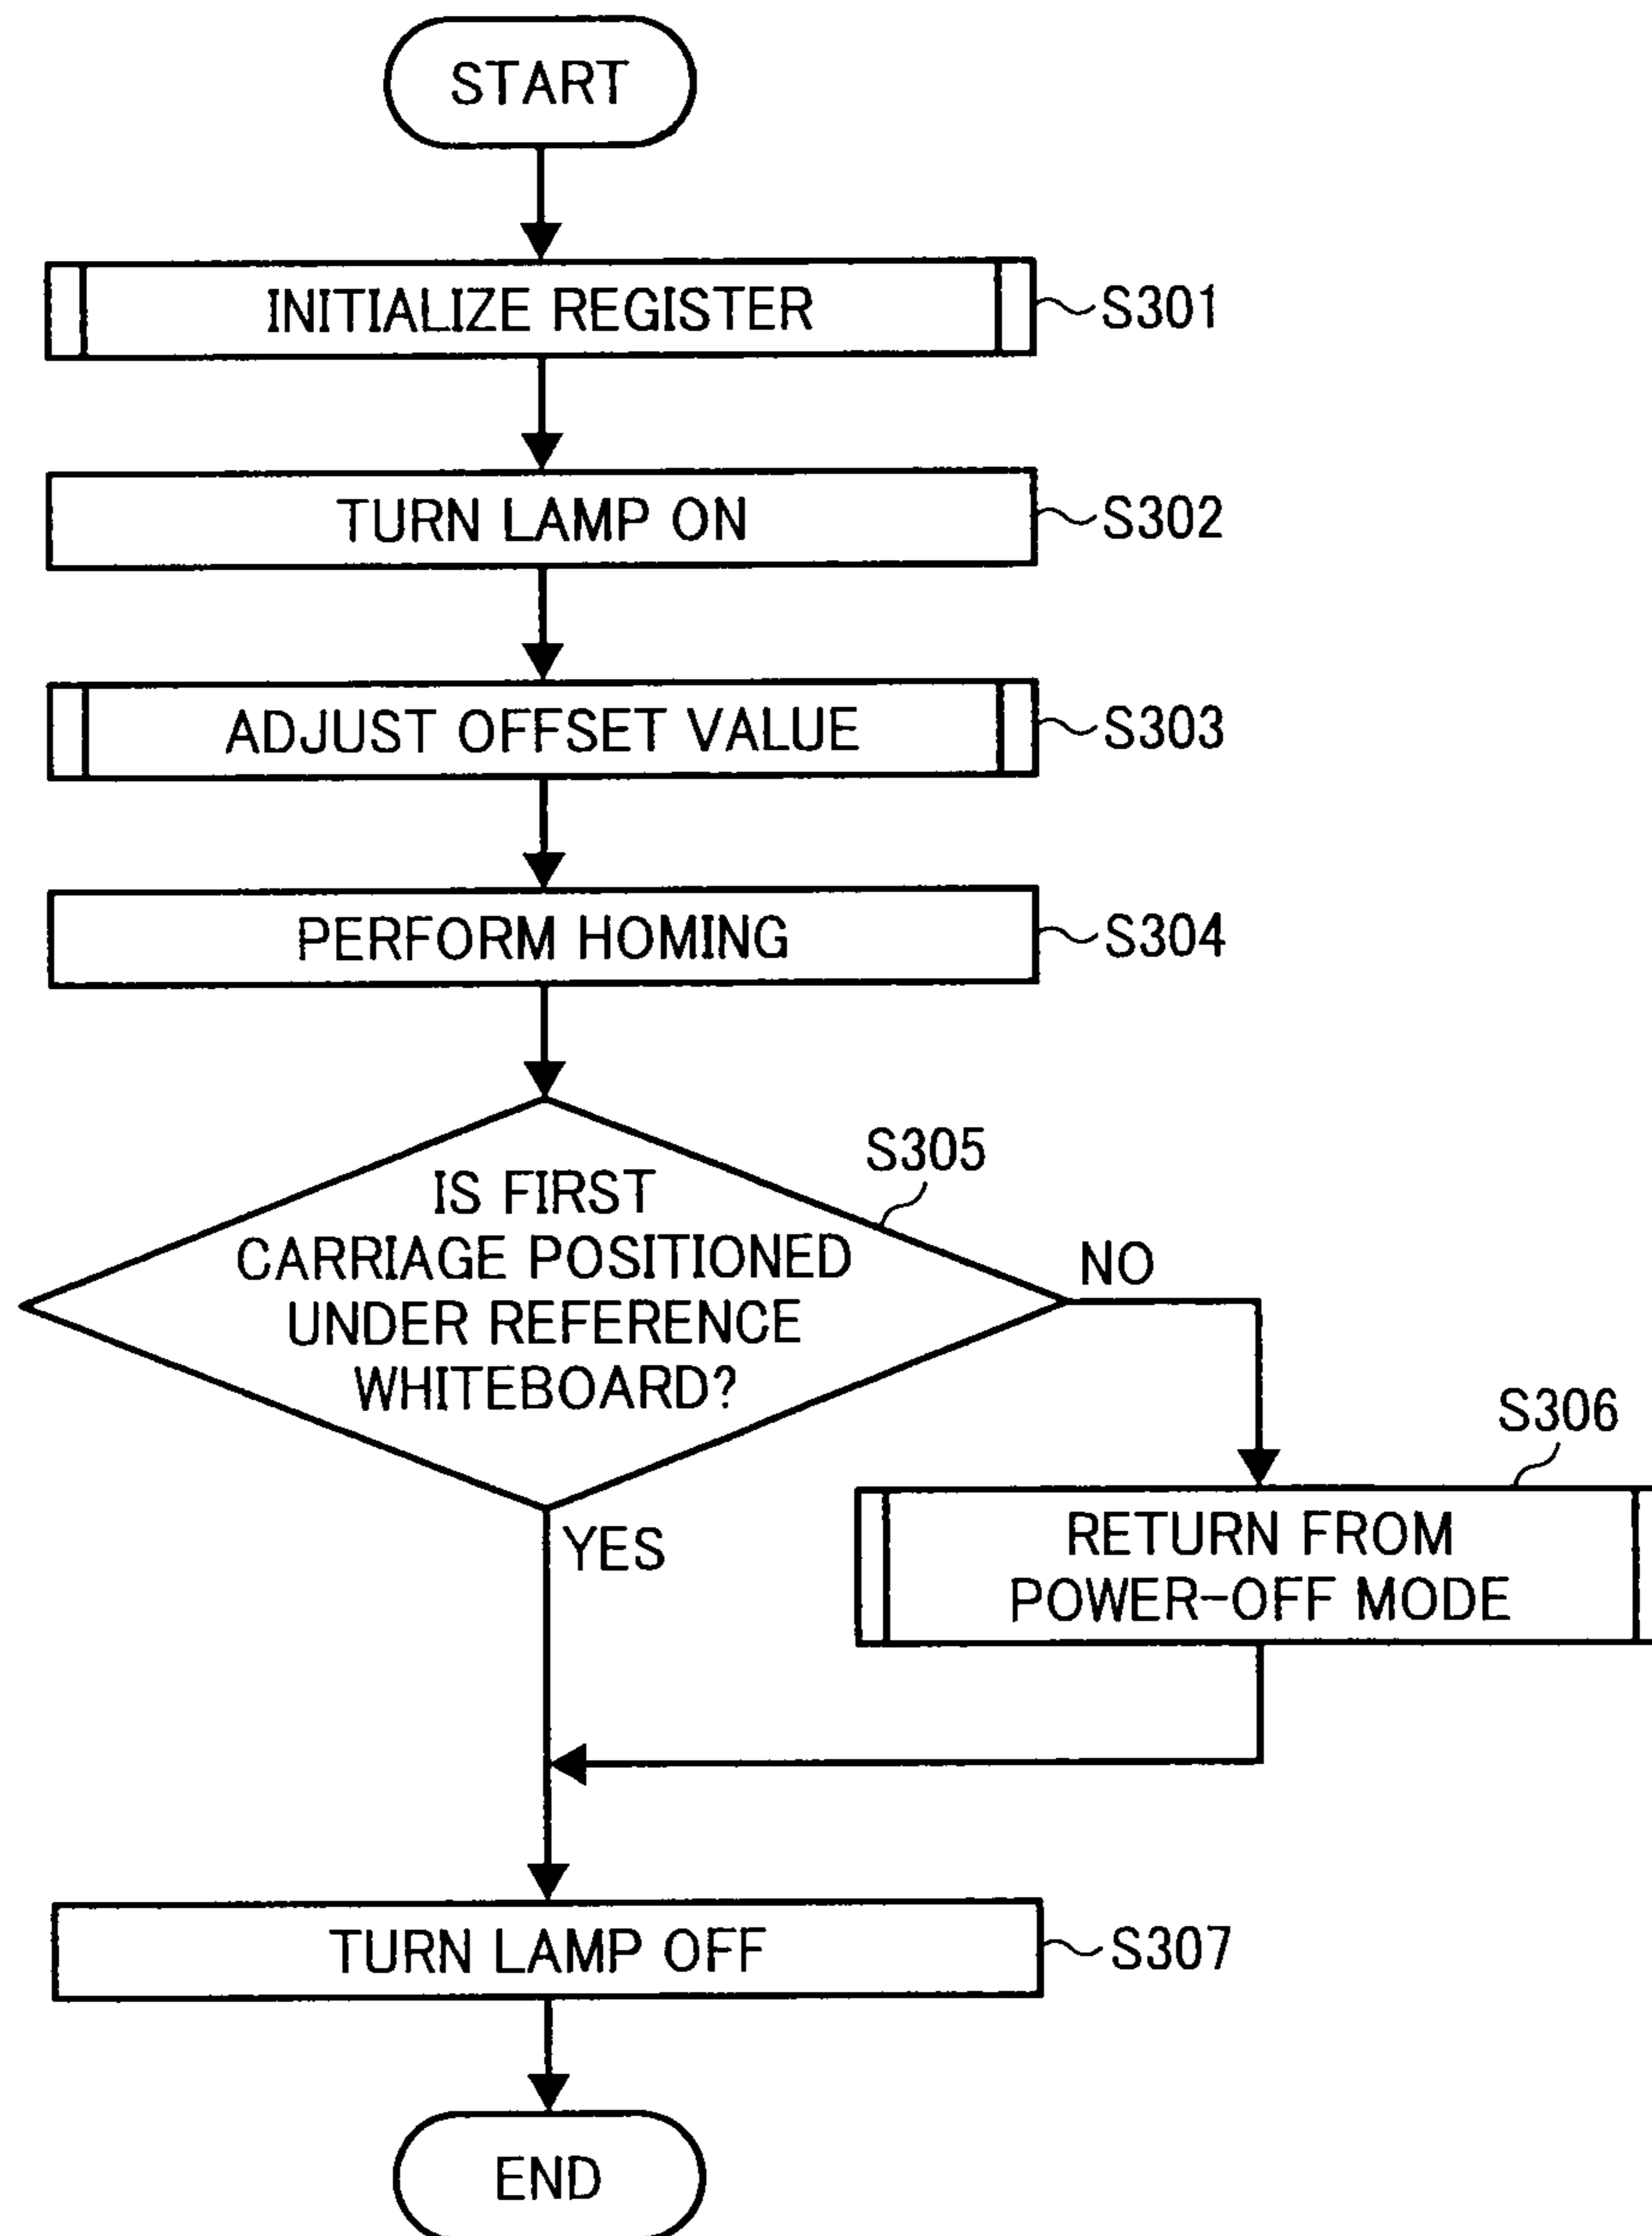 START
INITIALIZE REGISTER
S301
TURN LAMP ON
S302
ADJUST OFFSET VALUE
S303
PERFORM HOMING
S304
S305
IS FIRST
CARRIAGE POSITIONED
UNDER REFERENCE
WHITEBOARD?
NO
YES
S306
RETURN FROM
POWER-OFF MODE
TURN LAMP OFF
S307
END